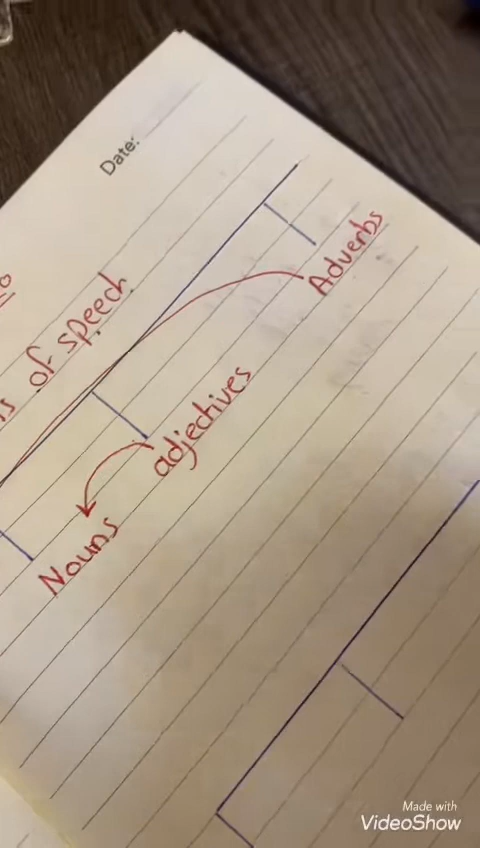 Date:
of speech
Adverbs
adjectives
Nouns
Made with
VideoShow